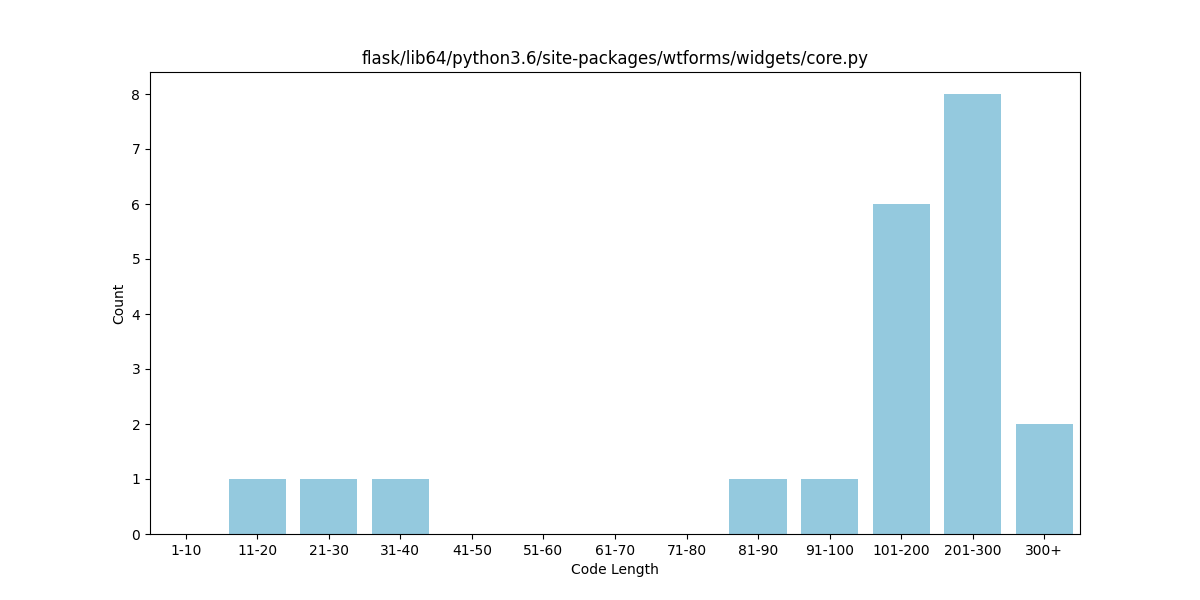 flask/lib64/python3.6/site-packages/wtforms/widgets/core.py
8
7
6
5
4
3
2
1
0
Count
1-10 11-20 21-30 31-40 41-50 51-60 61-70 71-80 81-90 91-100 101-200 201-300 300+
Code Length